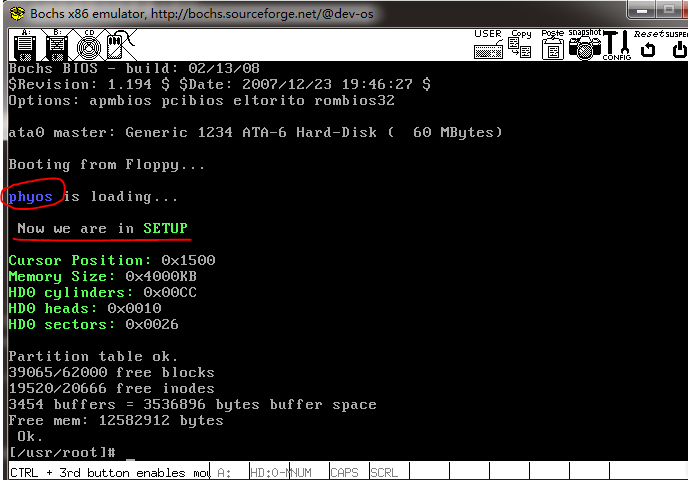 Bochs x86 emulator, http://bochs.sourceforge.net/@dev-os
A: B: CD USER Copy Paste snapshot CONFIG Reset SUSPEND
Bochs BIOS - build: 02/13/08
$Revision: 1.194 $ $Date: 2007/12/23 19:46:27 $
Options: apmbios pcibios eltorito rombios32
ata0 master: Generic 1234 ATA-6 Hard-Disk ( 60 MBytes)
Booting from Floppy...
phyos is loading...
Now we are in SETUP
Cursor Position: 0x1500
Memory Size: 0x4000KB
HD0 cylinders: 0x00CC
HD0 heads: 0x0010
HD0 sectors: 0x0026
Partition table ok.
39065/62000 free blocks
19520/20666 free inodes
3454 buffers = 3536896 bytes buffer space
Free mem: 12582912 bytes
Ok.
[/usr/root]# _
CTRL + 3rd button enables mou A: HD:0-M NUM CAPS SCRL